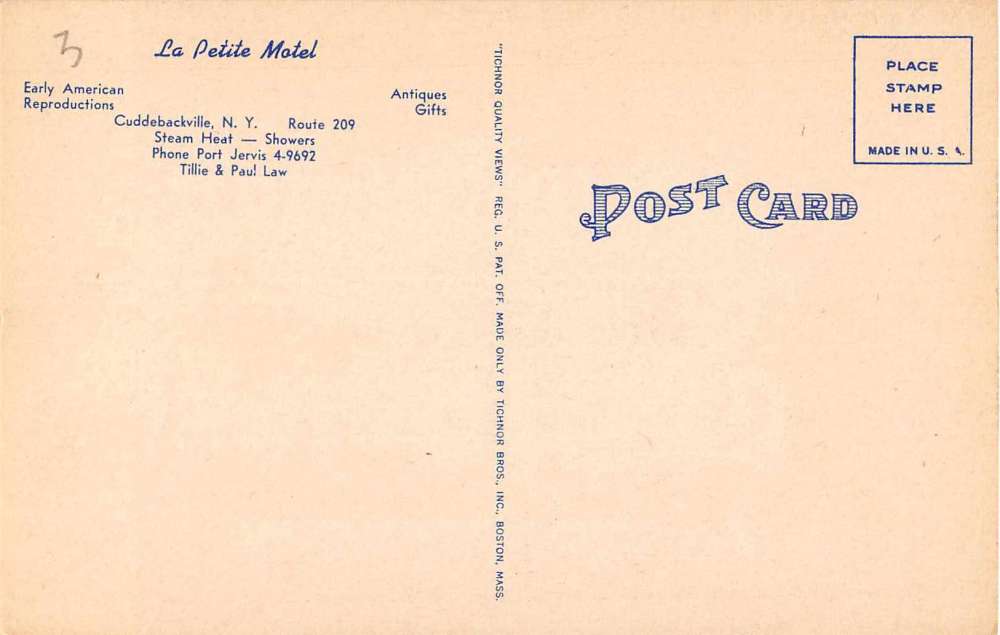 3
La Petite Motel
Early American
Reproductions
Antiques
Gifts
Cuddebackville, N. Y. Route 209
Steam Heat — Showers
Phone Port Jervis 4-9692
Tillie & Paul Law
"TICHNOR QUALITY VIEWS" REG. U. S. PAT. OFF. MADE ONLY BY TICHNOR BROS., INC., BOSTON, MASS.
PLACE
STAMP
HERE
MADE IN U. S. A.
POST CARD